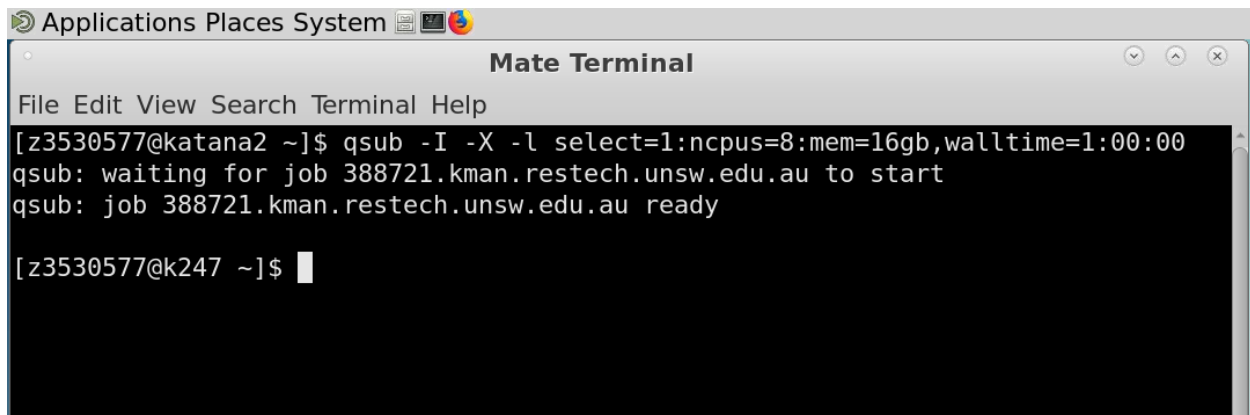 Applications Places System
Mate Terminal
File Edit View Search Terminal Help
[z3530577@katana2 ~]$ qsub -I -X -l select=1:ncpus=8:mem=16gb,walltime=1:00:00
qsub: waiting for job 388721.kman.restech.unsw.edu.au to start
qsub: job 388721.kman.restech.unsw.edu.au ready
[z3530577@k247 ~]$